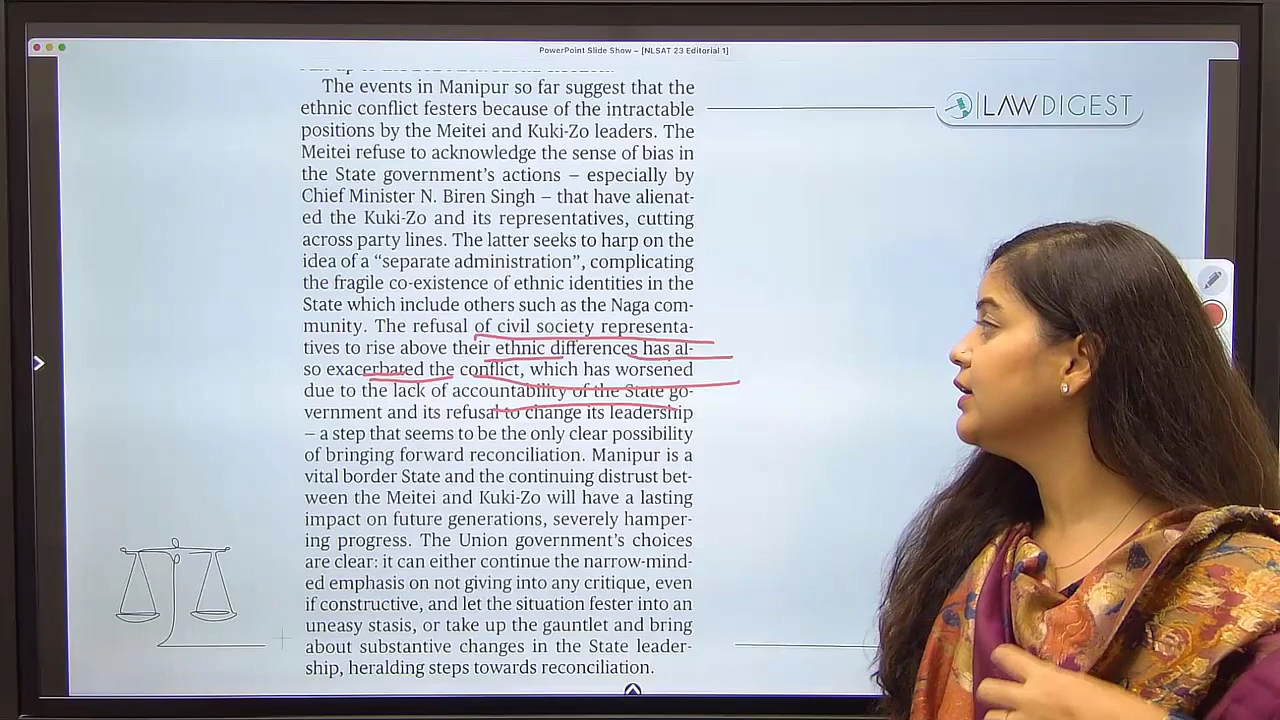 PowerPoint Slide Show – [NLSAT 23 Editorial 1]
The events in Manipur so far suggest that the
ethnic conflict festers because of the intractable
positions by the Meitei and Kuki-Zo leaders. The
Meitei refuse to acknowledge the sense of bias in
the State government's actions – especially by
Chief Minister N. Biren Singh – that have alienat-
ed the Kuki-Zo and its representatives, cutting
across party lines. The latter seeks to harp on the
idea of a “separate administration”, complicating
the fragile co-existence of ethnic identities in the
State which include others such as the Naga com-
munity. The refusal of civil society representa-
tives to rise above their ethnic differences has al-
so exacerbated the conflict, which has worsened
due to the lack of accountability of the State go-
vernment and its refusal to change its leadership
– a step that seems to be the only clear possibility
of bringing forward reconciliation. Manipur is a
vital border State and the continuing distrust bet-
ween the Meitei and Kuki-Zo will have a lasting
impact on future generations, severely hamper-
ing progress. The Union government's choices
are clear: it can either continue the narrow-mind-
ed emphasis on not giving into any critique, even
if constructive, and let the situation fester into an
uneasy stasis, or take up the gauntlet and bring
about substantive changes in the State leader-
ship, heralding steps towards reconciliation.
LAWDIGEST